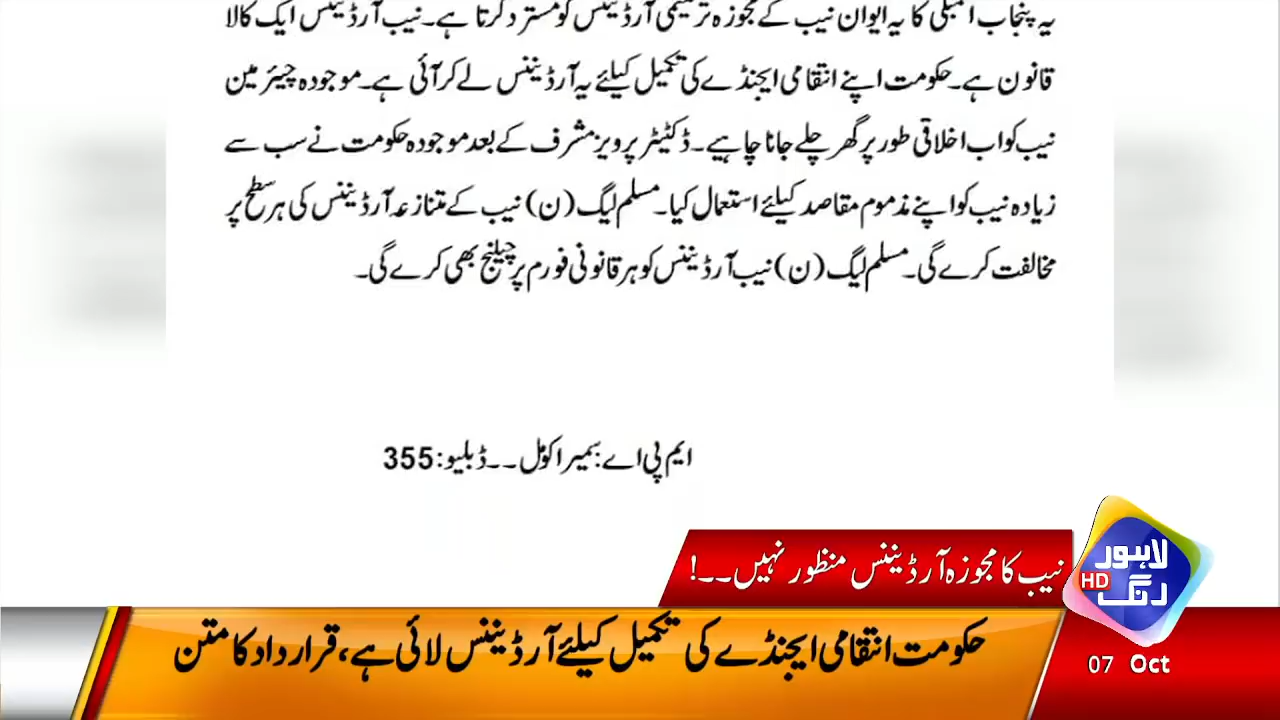 یہ پنجاب اسمبلی کا یہ ایوان نیب کے مجوزہ ترمیمی آرڈیننس کو مسترد کرتا ہے۔ نیب آرڈیننس ایک کالا
قانون ہے۔ حکومت اپنے انتقامی ایجنڈے کی تکمیل کیلئے یہ آرڈیننس لے کر آئی ہے۔ موجودہ چیئرمین
نیب کو اب اخلاقی طور پر گھر چلے جانا چاہیے۔ ڈکٹیٹر پرویز مشرف کے بعد موجودہ حکومت نے سب سے
زیادہ نیب کو اپنے مذموم مقاصد کیلئے استعمال کیا۔ مسلم لیگ (ن) نیب کے متنازعہ آرڈیننس کی ہر سطح پر
مخالفت کرے گی۔ مسلم لیگ (ن) نیب آرڈیننس کو ہر قانونی فورم پر چیلنج بھی کرے گی۔
ایم پی اے: سمیرا کومل۔۔ ڈبلیو: 355
نیب کا مجوزہ آرڈیننس منظور نہیں۔۔!
لاہور
رنگ HD
حکومت انتقامی ایجنڈے کی تکمیل کیلئے آرڈیننس لائی ہے، قرارداد کا متن
07 Oct